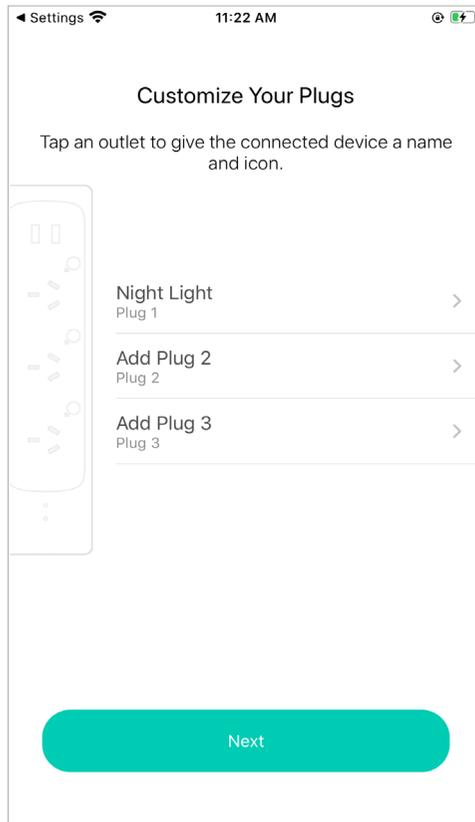 ◀ Settings
11:22 AM
Customize Your Plugs
Tap an outlet to give the connected device a name
and icon.
Night Light
Plug 1
Add Plug 2
Plug 2
Add Plug 3
Plug 3
Next